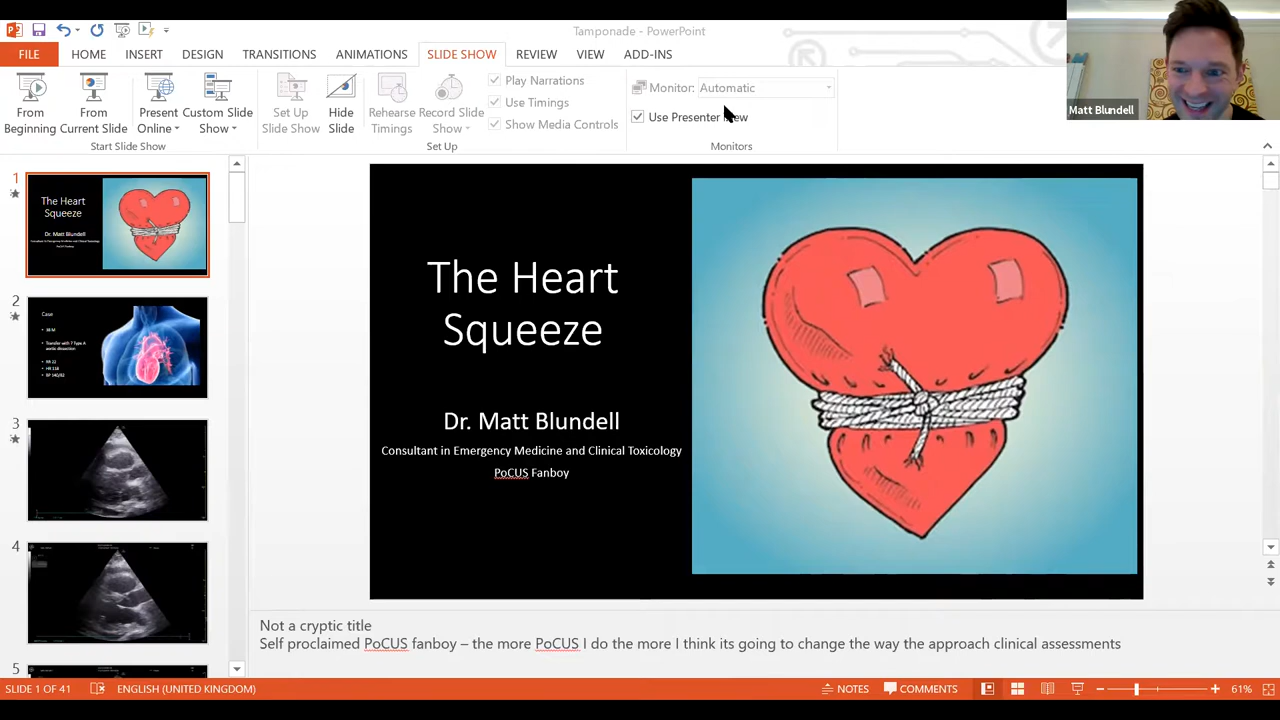 Tamponade - PowerPoint
FILE HOME INSERT DESIGN TRANSITIONS ANIMATIONS SLIDE SHOW REVIEW VIEW ADD-INS
From Beginning
From Current Slide
Present Online
Custom Slide Show
Start Slide Show
Set Up Slide Show
Hide Slide
Rehearse Timings
Record Slide Show
Play Narrations
Use Timings
Show Media Controls
Set Up
Monitor: Automatic
Use Presenter View
Monitors
Matt Blundell
1
The Heart
Squeeze
Dr. Matt Blundell
Consultant in Emergency Medicine and Clinical Toxicology
PoCUS Fanboy
2
Case
38 M
Transfer with ? Type A
aortic dissection
RR 22
HR 118
BP 140/82
3
4
5
The Heart
Squeeze
Dr. Matt Blundell
Consultant in Emergency Medicine and Clinical Toxicology
PoCUS Fanboy
Not a cryptic title
Self proclaimed PoCUS fanboy – the more PoCUS I do the more I think its going to change the way the approach clinical assessments
SLIDE 1 OF 41 ENGLISH (UNITED KINGDOM) NOTES COMMENTS 61%